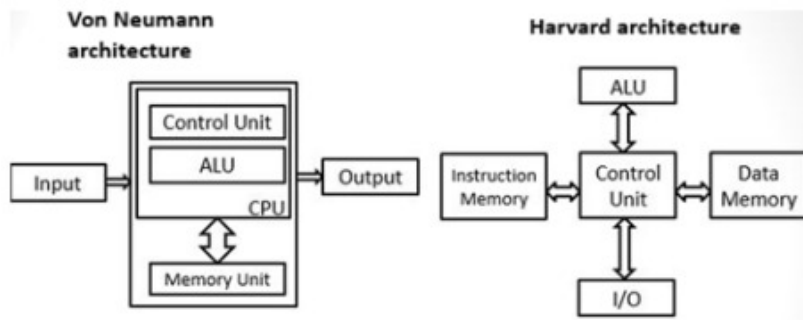 Von Neumann
architecture
Control Unit
ALU
CPU
Input
Output
Memory Unit
Harvard architecture
ALU
Instruction
Memory
Control
Unit
Data
Memory
I/O